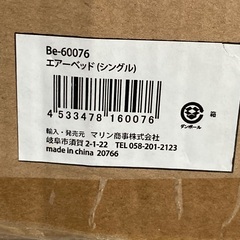 Be-60076
エアーベッド (シングル)
4 533478 160076
箱
ダンボール
輸入・発売元 マリン商事株式会社
岐阜市須賀 2-1-22 TEL 058-201-2123
made in china 20766